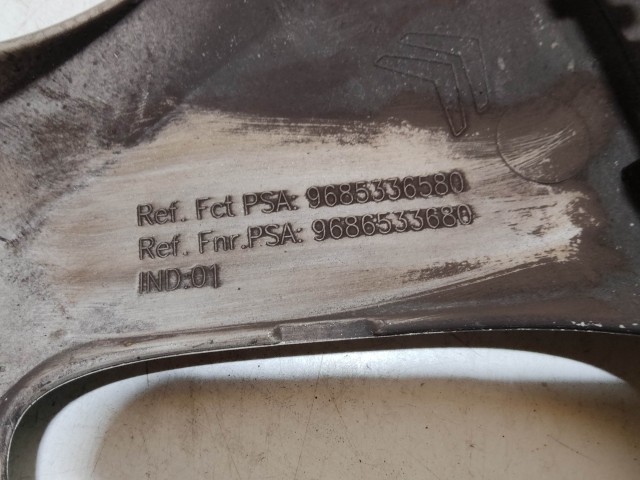 Ref. Fct PSA: 9685336580
Ref. Fnr.PSA: 9686533680
IND:01